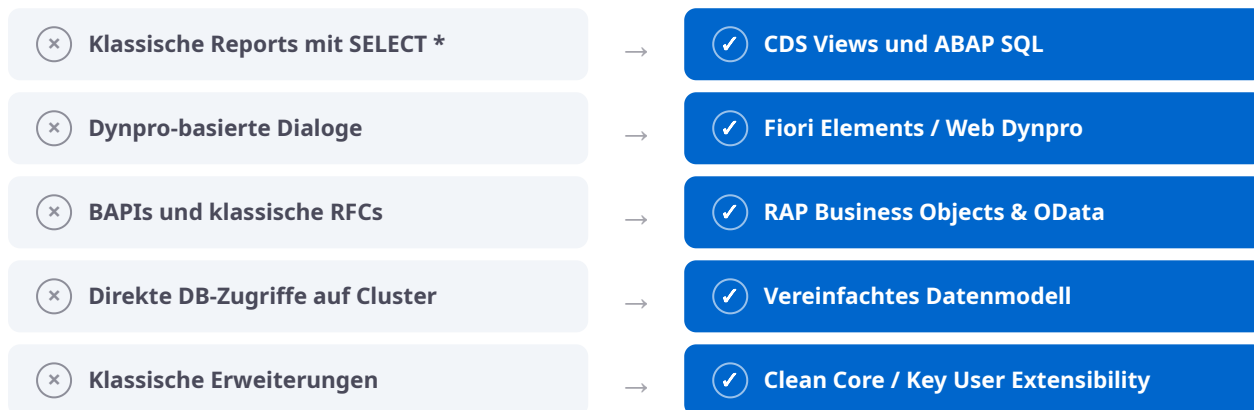 Klassische Reports mit SELECT * → CDS Views und ABAP SQL
Dynpro-basierte Dialoge → Fiori Elements / Web Dynpro
BAPIs und klassische RFCs → RAP Business Objects & OData
Direkte DB-Zugriffe auf Cluster → Vereinfachtes Datenmodell
Klassische Erweiterungen → Clean Core / Key User Extensibility